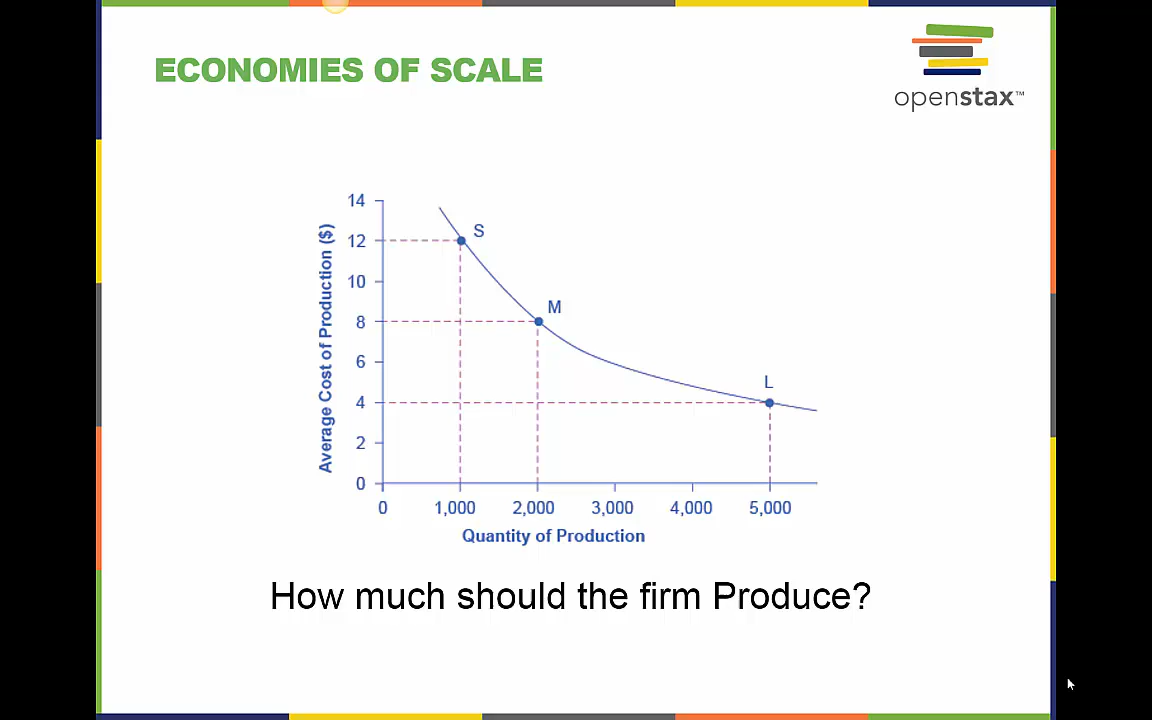 ECONOMIES OF SCALE
openstax™
Average Cost of Production ($)
14
12
10
8
6
4
2
0
S
M
L
0 1,000 2,000 3,000 4,000 5,000
Quantity of Production
How much should the firm Produce?